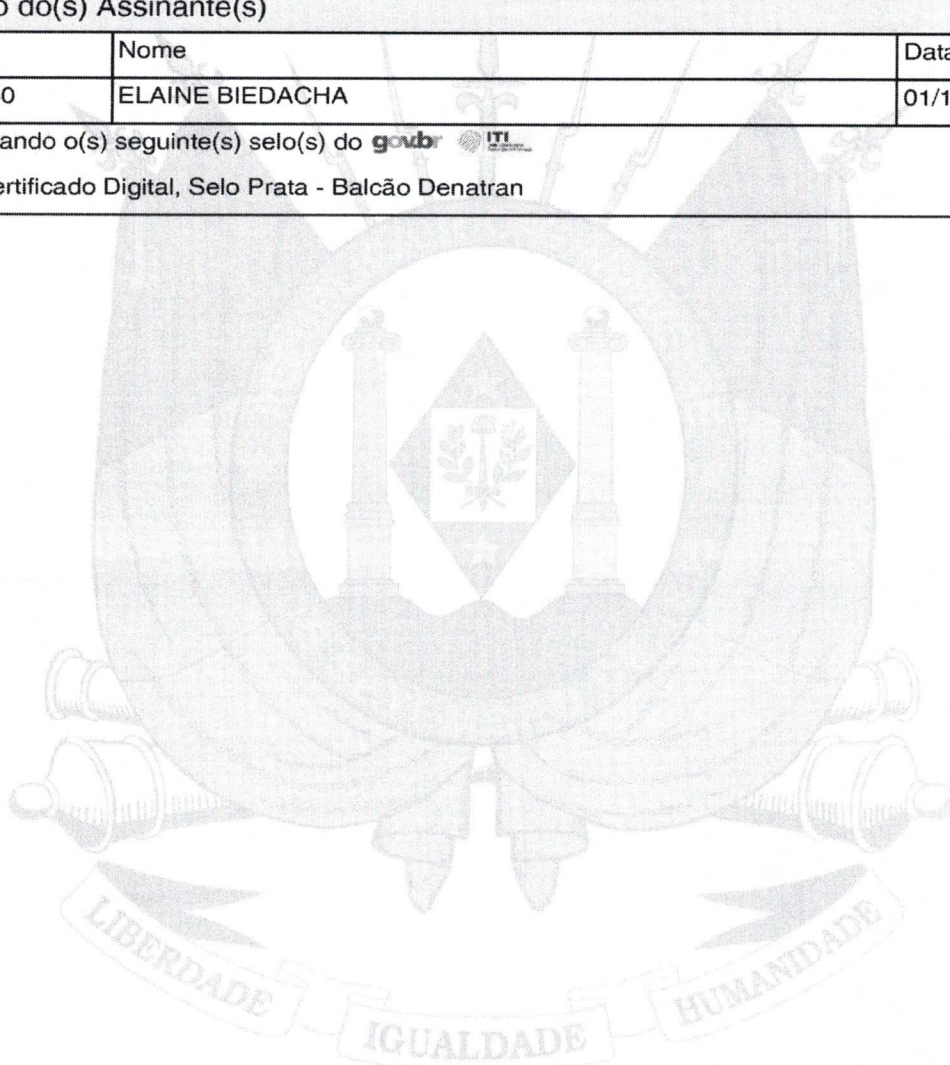 o do(s) Assinante(s)
Nome Data
0 ELAINE BIEDACHA 01/1
ando o(s) seguinte(s) selo(s) do gov.br ITI
ertificado Digital, Selo Prata - Balcão Denatran
LIBERDADE IGUALDADE HUMANIDADE